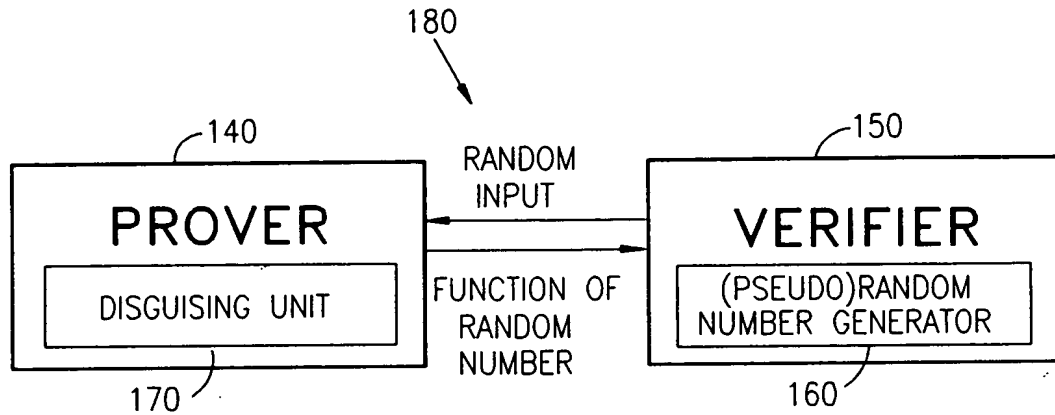 180
140
150
RANDOM
INPUT
PROVER
VERIFIER
DISGUISING UNIT
FUNCTION OF
RANDOM
NUMBER
(PSEUDO)RANDOM
NUMBER GENERATOR
170
160